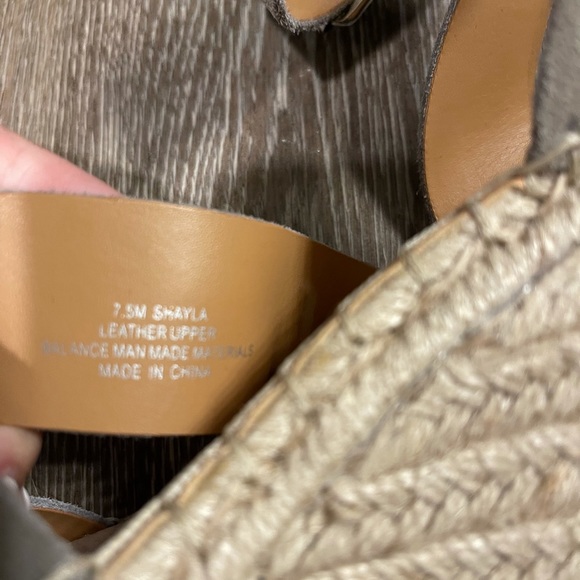 7.5M SHAYLA
LEATHER UPPER
BALANCE MAN MADE MATERIALS
MADE IN CHINA